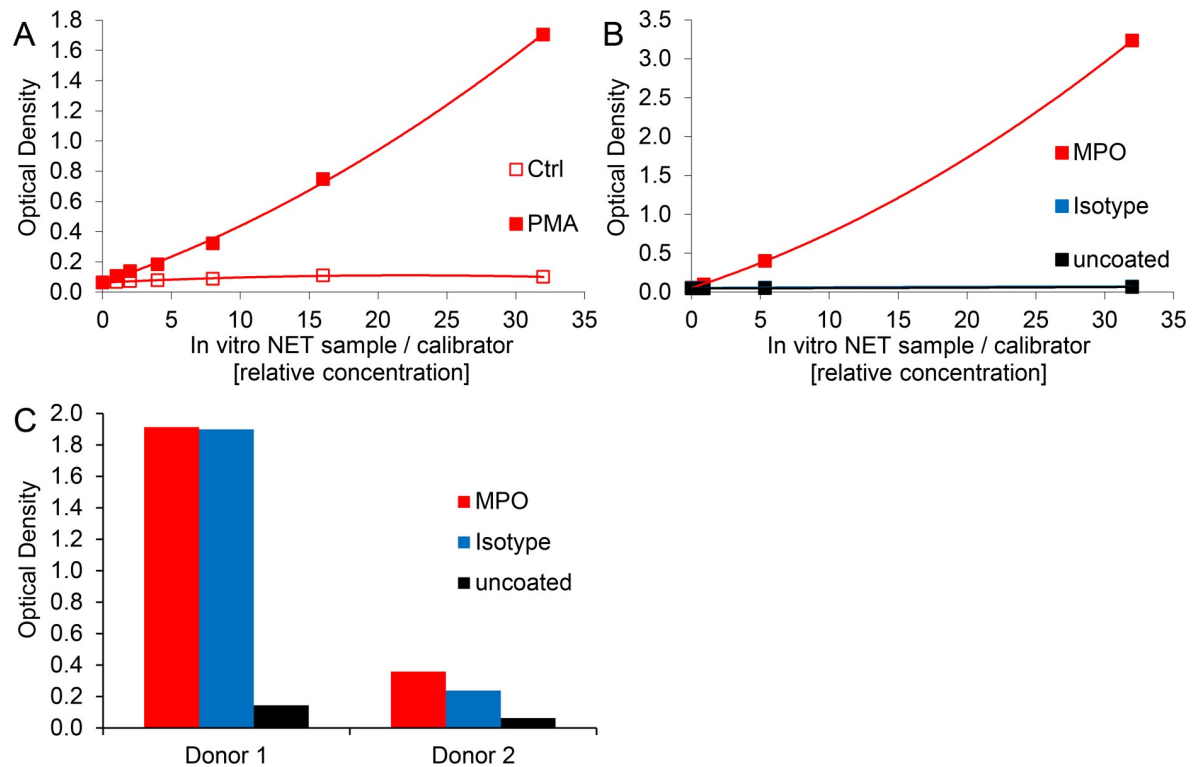 A
Optical Density
1.8
1.6
1.4
1.2
1.0
0.8
0.6
0.4
0.2
0.0
Ctrl
PMA
0 5 10 15 20 25 30 35
In vitro NET sample / calibrator
[relative concentration]
B
Optical Density
3.5
3.0
2.5
2.0
1.5
1.0
0.5
0.0
MPO
Isotype
uncoated
0 5 10 15 20 25 30 35
In vitro NET sample / calibrator
[relative concentration]
C
Optical Density
2.0
1.8
1.6
1.4
1.2
1.0
0.8
0.6
0.4
0.2
0.0
MPO
Isotype
uncoated
Donor 1 Donor 2